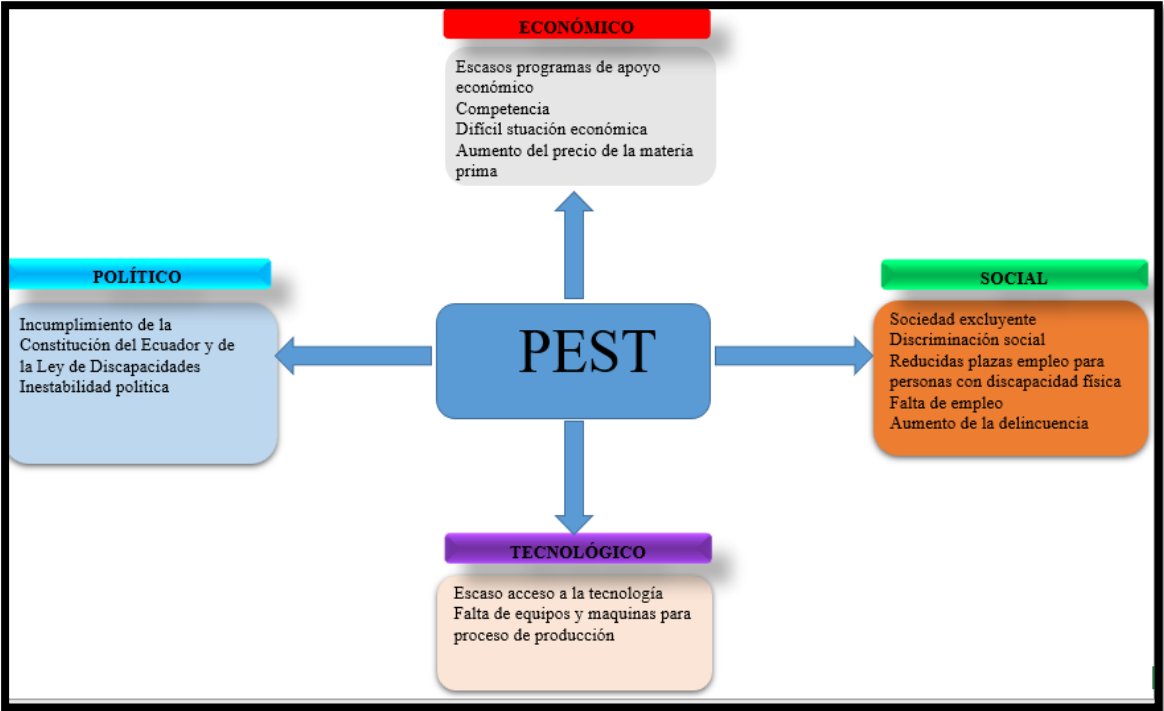 ECONÓMICO
Escasos programas de apoyo
económico
Competencia
Difícil stuación económica
Aumento del precio de la materia
prima
POLÍTICO
Incumplimiento de la
Constitución del Ecuador y de
la Ley de Discapacidades
Inestabilidad politica
PEST
SOCIAL
Sociedad excluyente
Discriminación social
Reducidas plazas empleo para
personas con discapacidad física
Falta de empleo
Aumento de la delincuencia
TECNOLÓGICO
Escaso acceso a la tecnología
Falta de equipos y maquinas para
proceso de producción